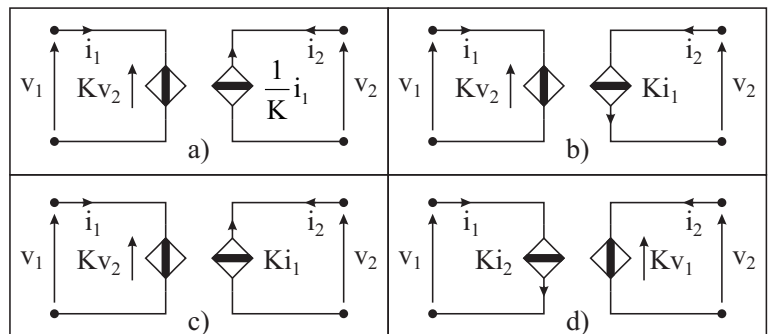 i₁ i₂ i₁ i₂
v₁ Kv₂ 1/K i₁ v₂ v₁ Kv₂ Ki₁ v₂
a) b)
i₁ i₂ i₁ i₂
v₁ Kv₂ Ki₁ v₂ v₁ Ki₂ Kv₁ v₂
c) d)